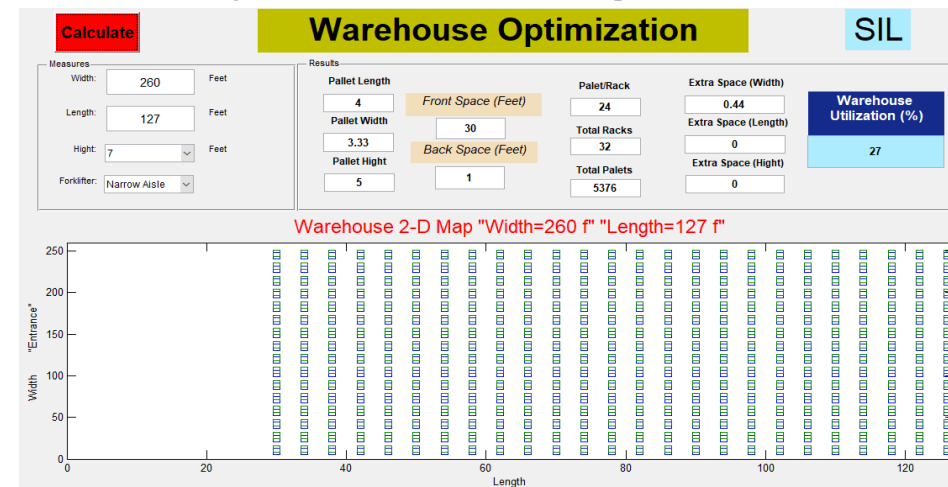 Calculate
Warehouse Optimization
SIL
Measures
Width: 260 Feet
Length: 127 Feet
Hight: 7 Feet
Forklifter: Narrow Aisle
Results
Pallet Length
4
Pallet Width
3.33
Pallet Hight
5
Front Space (Feet)
30
Back Space (Feet)
1
Palet/Rack
24
Total Racks
32
Total Palets
5376
Extra Space (Width)
0.44
Extra Space (Length)
0
Extra Space (Hight)
0
Warehouse
Utilization (%)
27
Warehouse 2-D Map "Width=260 f" "Length=127 f"
250
200
150
100
50
0
Width "Entrance"
0 20 40 60 80 100 120
Length